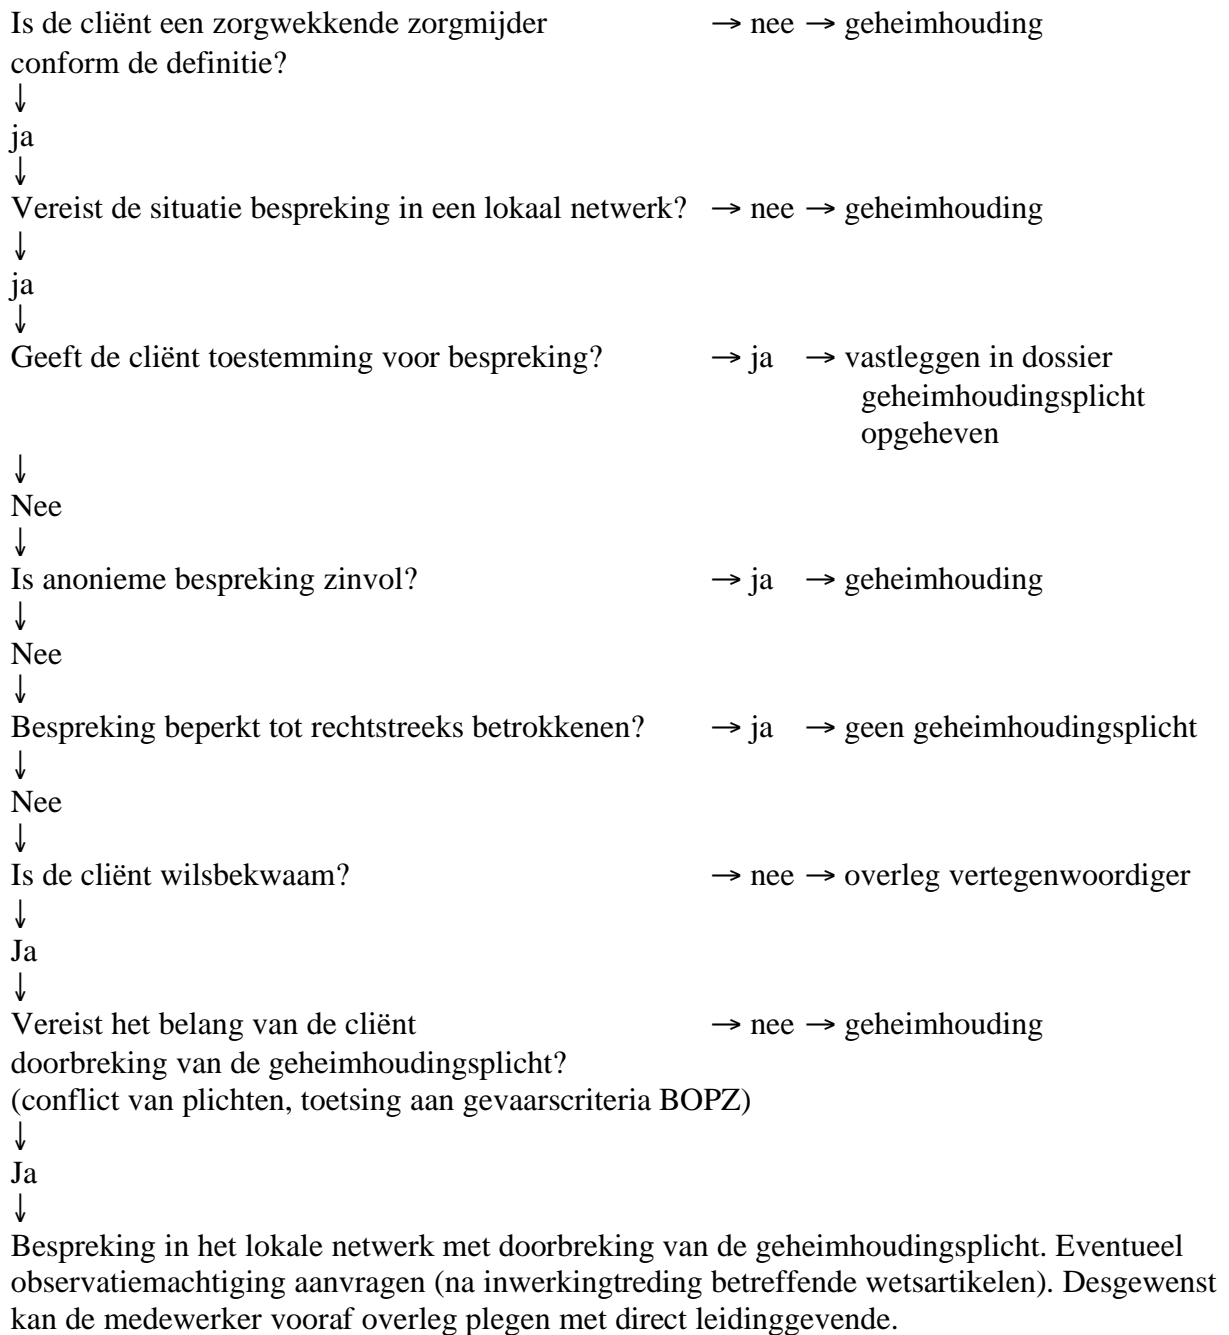 Is de cliënt een zorgwekkende zorgmijder → nee → geheimhouding
conform de definitie?
↓
ja
↓
Vereist de situatie bespreking in een lokaal netwerk? → nee → geheimhouding
↓
ja
↓
Geeft de cliënt toestemming voor bespreking? → ja → vastleggen in dossier
geheimhoudingsplicht
opgeheven
↓
Nee
↓
Is anonieme bespreking zinvol? → ja → geheimhouding
↓
Nee
↓
Bespreking beperkt tot rechtstreeks betrokkenen? → ja → geen geheimhoudingsplicht
↓
Nee
↓
Is de cliënt wilsbekwaam? → nee → overleg vertegenwoordiger
↓
Ja
↓
Vereist het belang van de cliënt → nee → geheimhouding
doorbreking van de geheimhoudingsplicht?
(conflict van plichten, toetsing aan gevaarscriteria BOPZ)
↓
Ja
↓
Bespreking in het lokale netwerk met doorbreking van de geheimhoudingsplicht. Eventueel
observatiemachtiging aanvragen (na inwerkingtreding betreffende wetsartikelen). Desgewenst
kan de medewerker vooraf overleg plegen met direct leidinggevende.